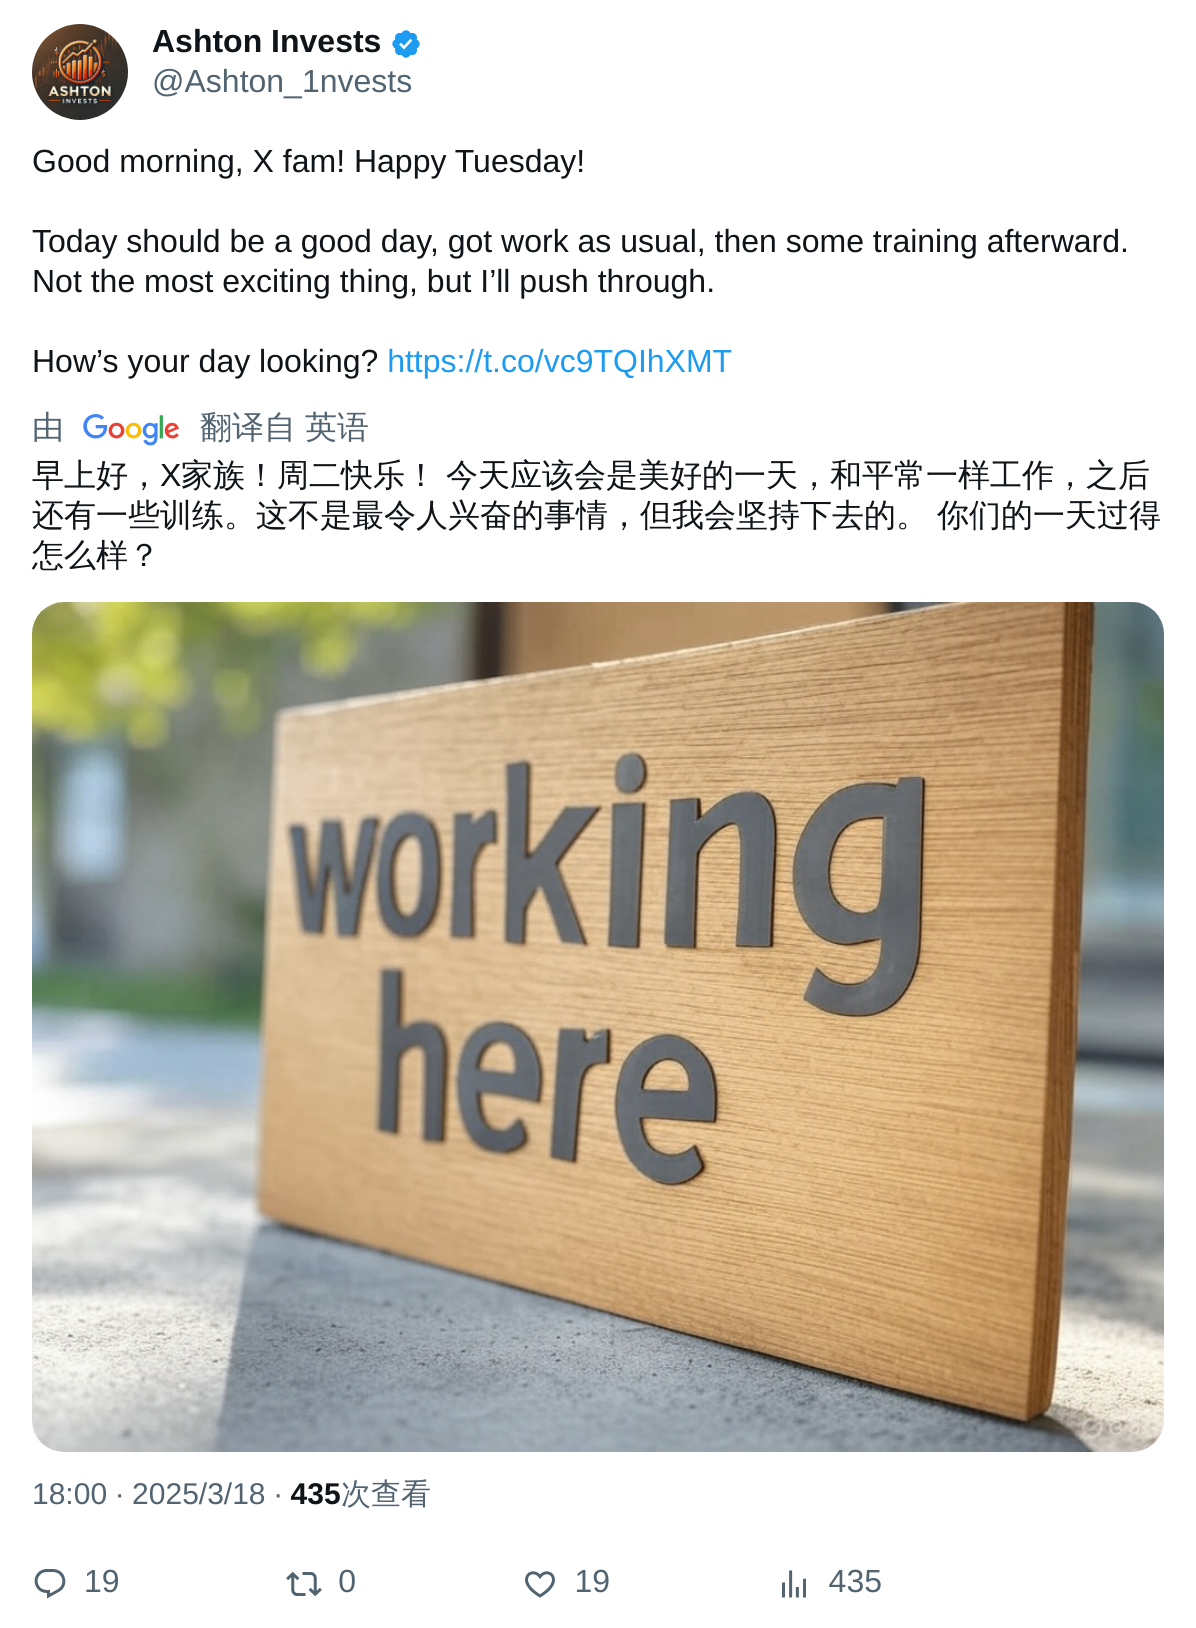 Ashton Invests
@Ashton_1nvests
ASHTON
INVESTS
Good morning, X fam! Happy Tuesday!
Today should be a good day, got work as usual, then some training afterward.
Not the most exciting thing, but I’ll push through.
How’s your day looking? https://t.co/vc9TQIhXMT
由 Google 翻译自 英语
早上好，X家族！周二快乐！ 今天应该会是美好的一天，和平常一样工作，之后
还有一些训练。这不是最令人兴奋的事情，但我会坚持下去的。 你们的一天过得
怎么样？
working
here
18:00 · 2025/3/18 · 435次查看
19 0 19 435